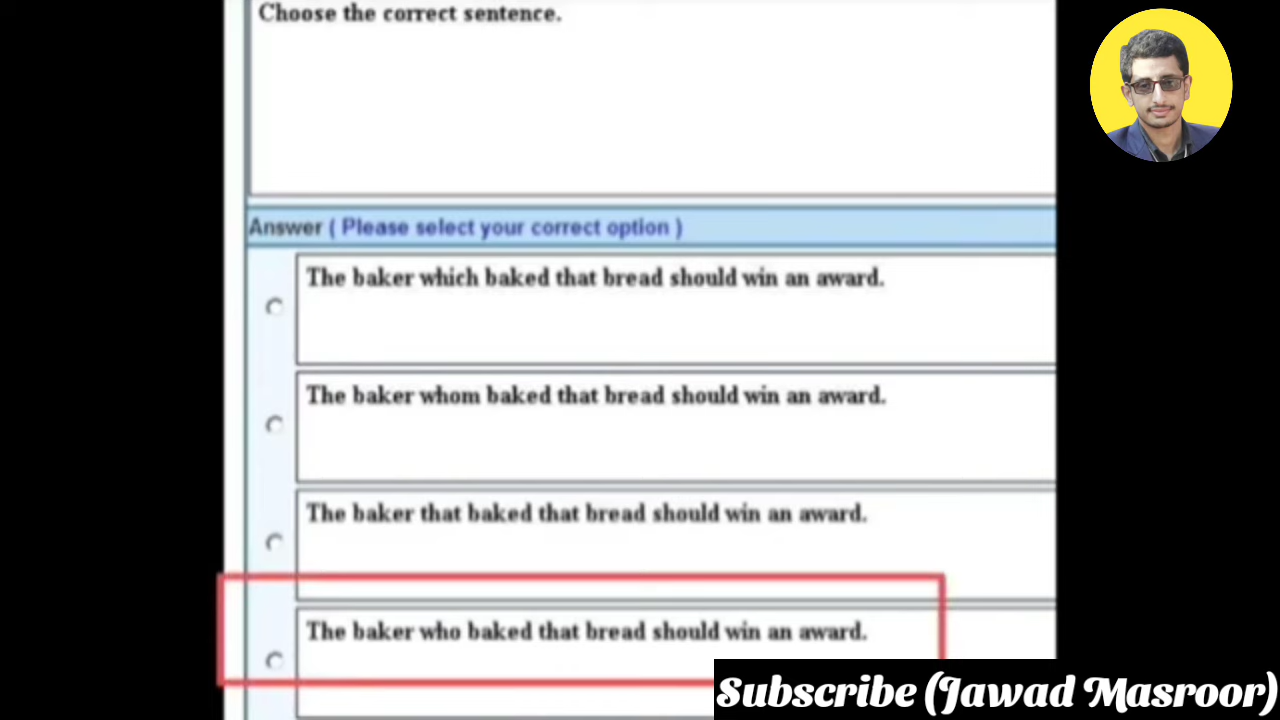 Choose the correct sentence.
Answer ( Please select your correct option )
The baker which baked that bread should win an award.
The baker whom baked that bread should win an award.
The baker that baked that bread should win an award.
The baker who baked that bread should win an award.
Subscribe (Jawad Masroor)